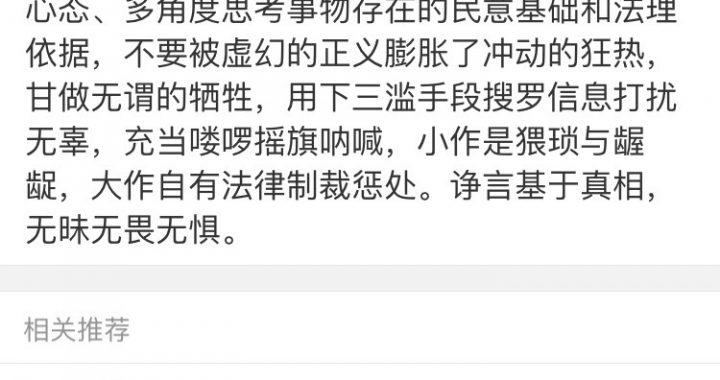 心态、多角度思考事物存在的民意基础和法理
依据，不要被虚幻的正义膨胀了冲动的狂热，
甘做无谓的牺牲，用下三滥手段搜罗信息打扰
无辜，充当喽啰摇旗呐喊，小作是猥琐与龌
龊，大作自有法律制裁惩处。诤言基于真相，
无昧无畏无惧。
相关推荐